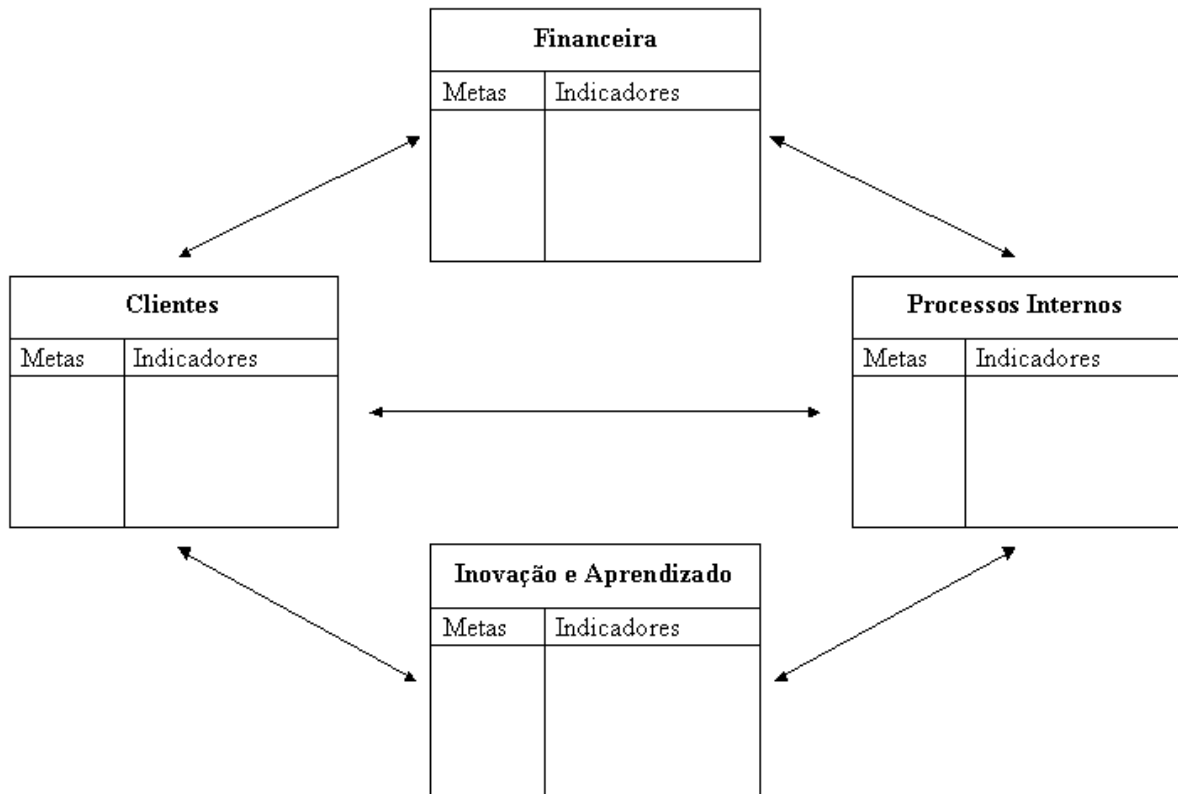 Financeira
Metas Indicadores
Clientes
Metas Indicadores
Processos Internos
Metas Indicadores
Inovação e Aprendizado
Metas Indicadores